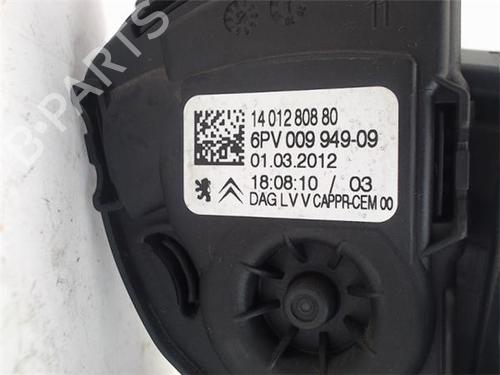 B-PARTS
11
14 012 808 80
6PV 009 949-09
01.03.2012
18:08:10 / 03
DAG L V V CAPPR-CEM 00